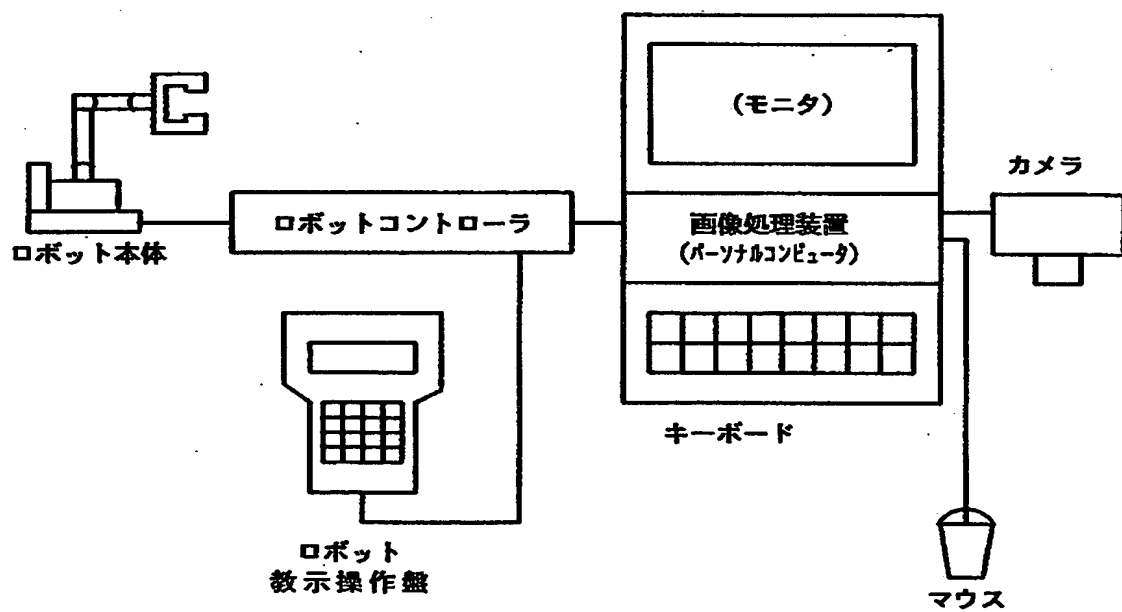 (モニタ)
カメラ
ロボットコントローラ
画像処理装置
(パーソナルコンピュータ)
ロボット本体
キーボード
ロボット
教示操作盤
マウス